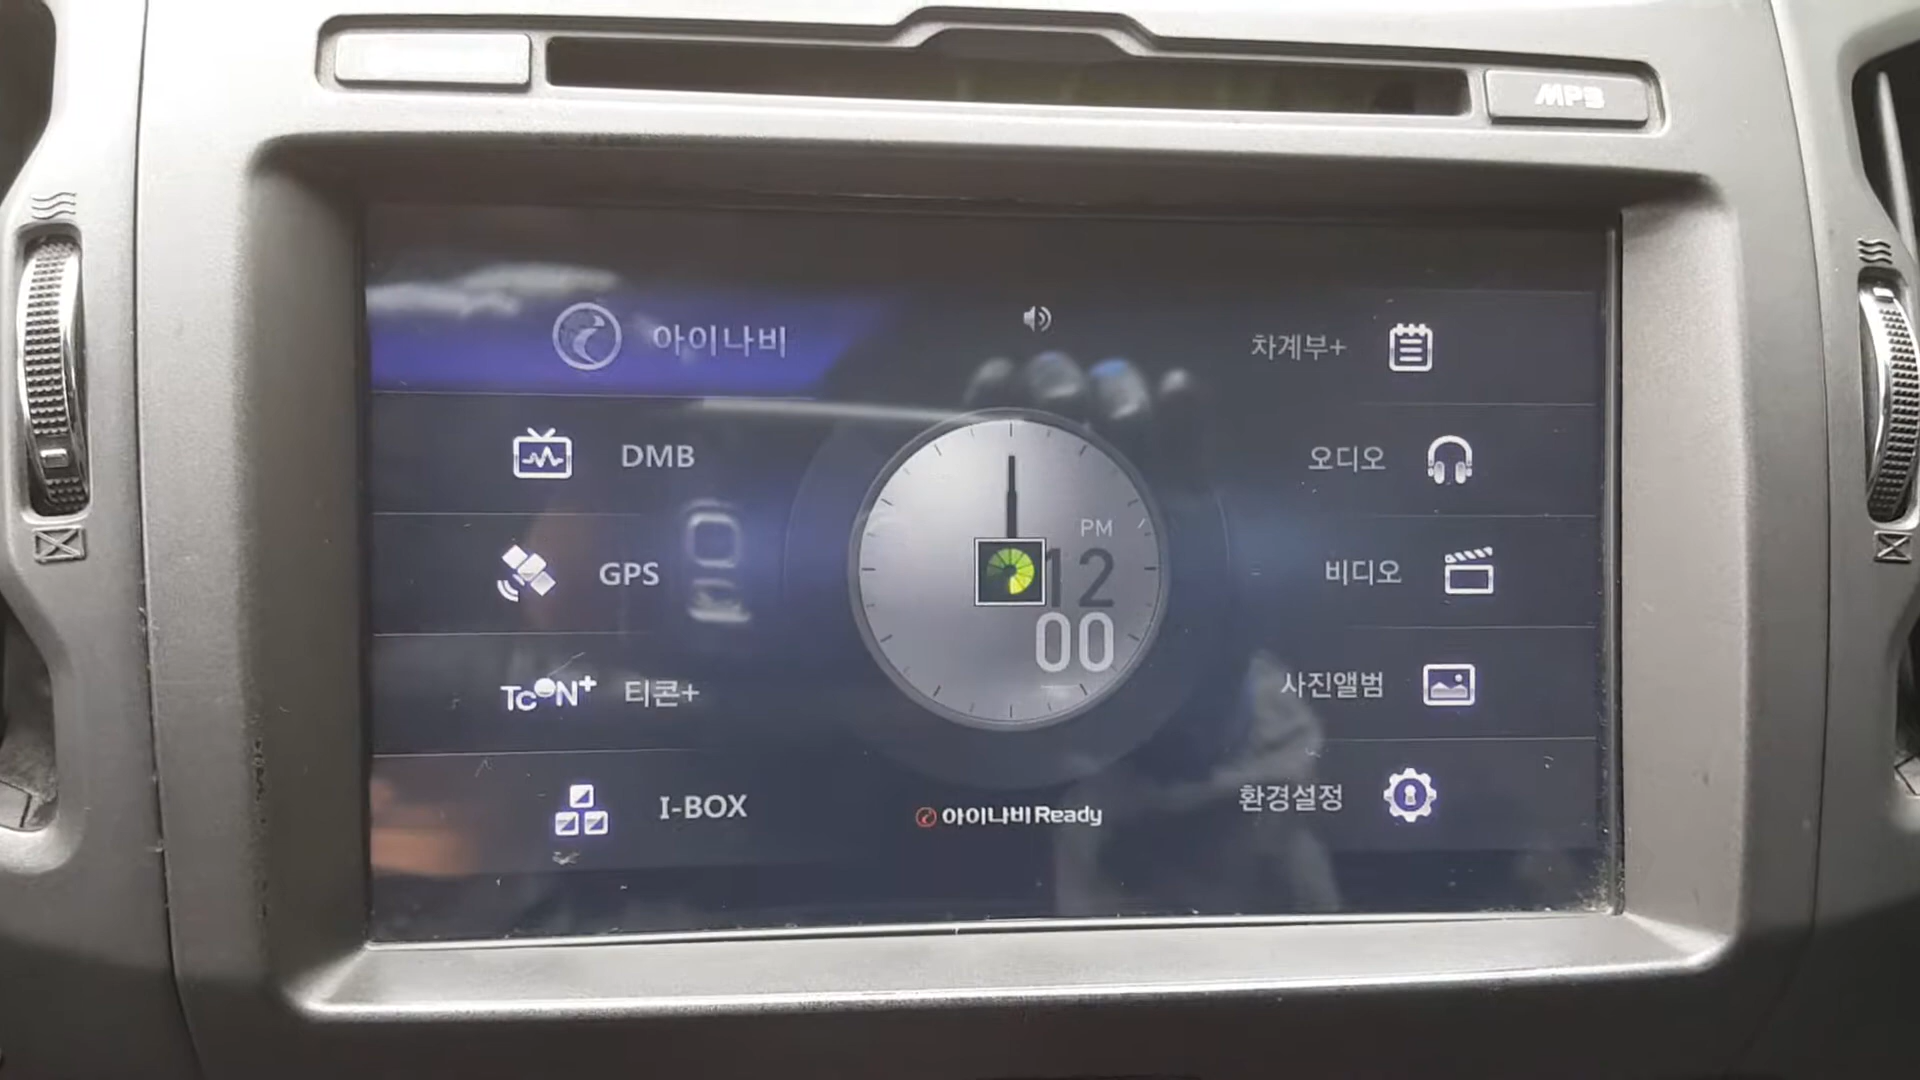 MP3
아이나비
DMB
GPS
TcON+ 티콘+
I-BOX
PM
12
00
아이나비 Ready
차계부+
오디오
비디오
사진앨범
환경설정